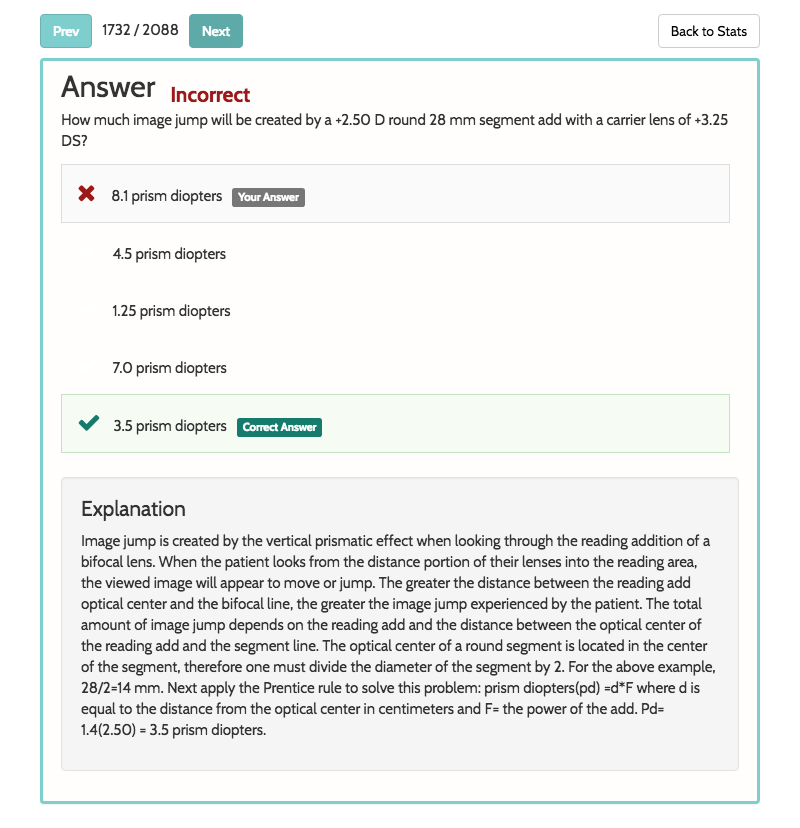 Prev 1732 / 2088 Next Back to Stats
Answer Incorrect
How much image jump will be created by a +2.50 D round 28 mm segment add with a carrier lens of +3.25
DS?
8.1 prism diopters Your Answer
4.5 prism diopters
1.25 prism diopters
7.0 prism diopters
3.5 prism diopters Correct Answer
Explanation
Image jump is created by the vertical prismatic effect when looking through the reading addition of a
bifocal lens. When the patient looks from the distance portion of their lenses into the reading area,
the viewed image will appear to move or jump. The greater the distance between the reading add
optical center and the bifocal line, the greater the image jump experienced by the patient. The total
amount of image jump depends on the reading add and the distance between the optical center of
the reading add and the segment line. The optical center of a round segment is located in the center
of the segment, therefore one must divide the diameter of the segment by 2. For the above example,
28/2=14 mm. Next apply the Prentice rule to solve this problem: prism diopters(pd) =d*F where d is
equal to the distance from the optical center in centimeters and F= the power of the add. Pd=
1.4(2.50) = 3.5 prism diopters.